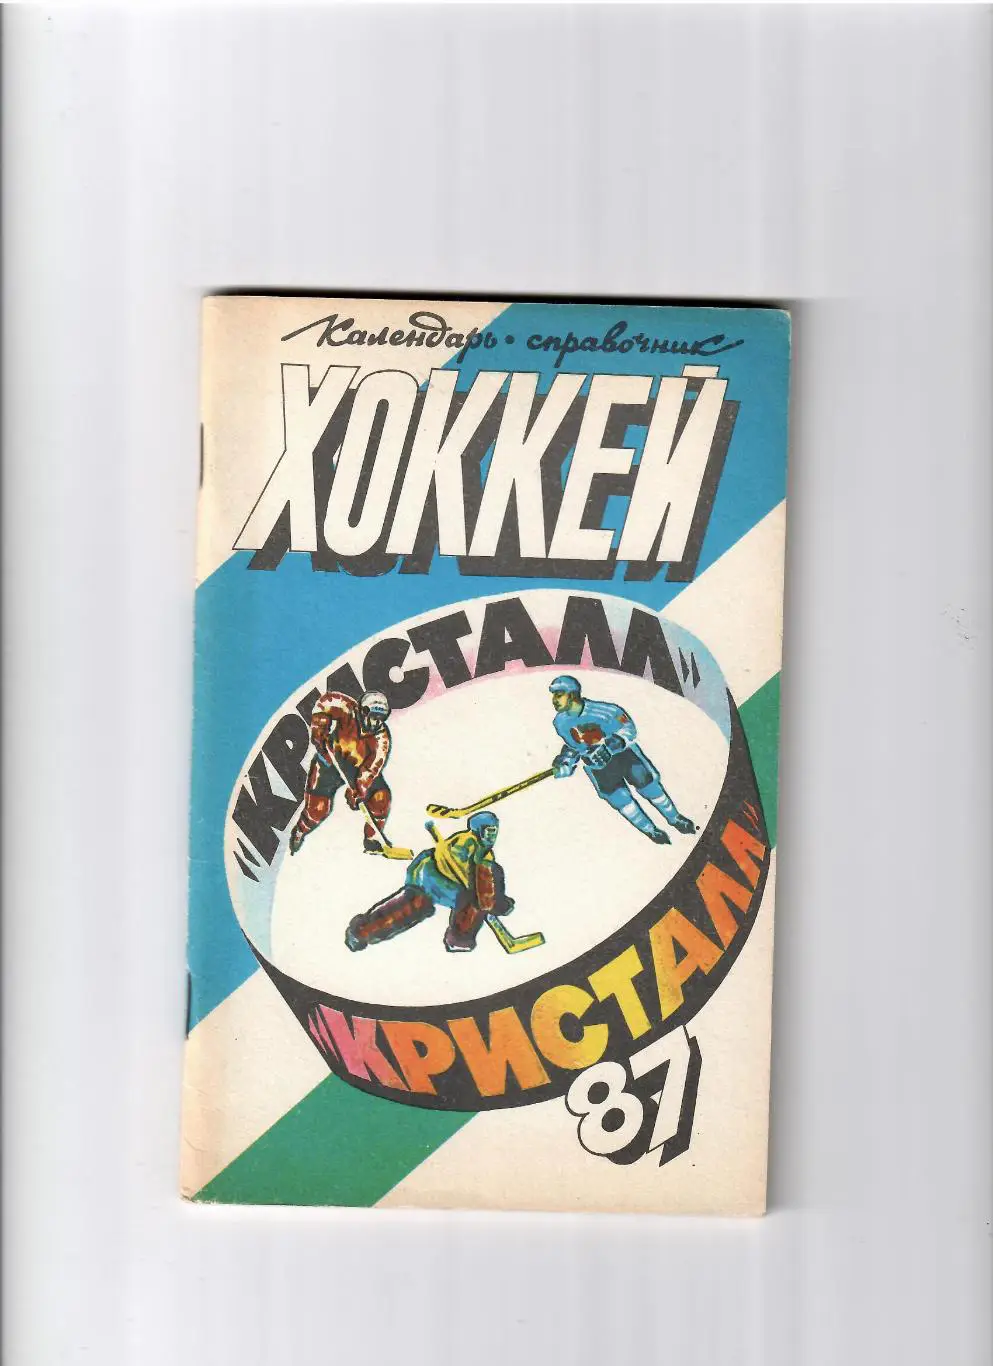 Календарь • справочник
ХОККЕЙ
"КРИСТАЛЛ"
"КРИСТАЛЛ"
87